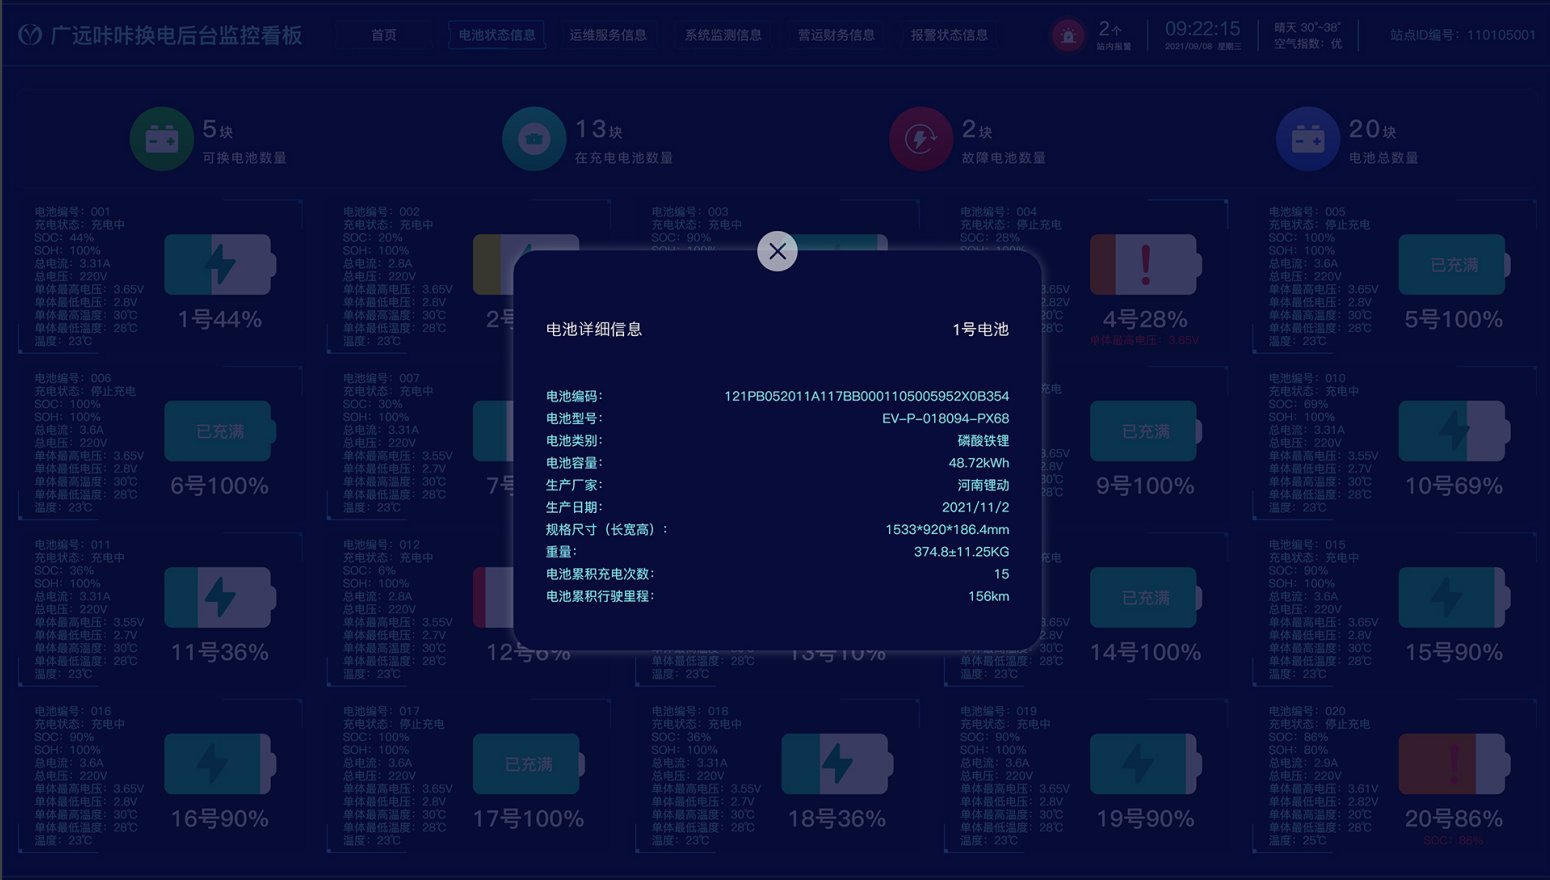 广远咔咔换电后台监控看板
首页
电池状态信息
运维服务信息
系统监测信息
营运财务信息
报警状态信息
2个
站内报警
09:22:15
2021/09/08 星期三
晴天 30°~38°
空气指数：优
站点ID编号：110105001
5块
可换电池数量
13块
在充电电池数量
2块
故障电池数量
20块
电池总数量
电池编号：001
充电状态：充电中
SOC：44%
SOH：100%
总电流：3.31A
总电压：220V
单体最高电压：3.65V
单体最低电压：2.8V
单体最高温度：30℃
单体最低温度：28℃
温度：23℃
1号44%
电池编号：002
充电状态：充电中
SOC：20%
SOH：100%
总电流：2.8A
总电压：220V
单体最高电压：3.65V
单体最低电压：2.8V
单体最高温度：30℃
单体最低温度：28℃
温度：23℃
2号
电池编号：003
充电状态：充电中
SOC：90%
SOH：100%
电池编号：004
充电状态：停止充电
SOC：28%
SOH：100%
3.65V
2.82V
20℃
28℃
4号28%
单体最高电压：3.65V
电池编号：005
充电状态：停止充电
SOC：100%
SOH：100%
总电流：3.6A
总电压：220V
单体最高电压：3.65V
单体最低电压：2.8V
单体最高温度：30℃
单体最低温度：28℃
温度：23℃
已充满
5号100%
电池详细信息
1号电池
电池编码：
121PB052011A117BB0001105005952X0B354
电池型号：
EV-P-018094-PX68
电池类别：
磷酸铁锂
电池容量：
48.72kWh
生产厂家：
河南锂动
生产日期：
2021/11/2
规格尺寸（长宽高）：
1533*920*186.4mm
重量：
374.8±11.25KG
电池累积充电次数：
15
电池累积行驶里程：
156km
电池编号：006
充电状态：停止充电
SOC：100%
SOH：100%
总电流：3.6A
总电压：220V
单体最高电压：3.65V
单体最低电压：2.8V
单体最高温度：30℃
单体最低温度：28℃
温度：23℃
已充满
6号100%
电池编号：007
充电状态：充电中
SOC：30%
SOH：100%
总电流：3.31A
总电压：220V
单体最高电压：3.55V
单体最低电压：2.7V
单体最高温度：30℃
单体最低温度：28℃
温度：23℃
7号
充电
3.65V
2.8V
30℃
28℃
已充满
9号100%
电池编号：010
充电状态：充电中
SOC：69%
SOH：100%
总电流：3.31A
总电压：220V
单体最高电压：3.55V
单体最低电压：2.7V
单体最高温度：30℃
单体最低温度：28℃
温度：23℃
10号69%
电池编号：011
充电状态：充电中
SOC：36%
SOH：100%
总电流：3.31A
总电压：220V
单体最高电压：3.55V
单体最低电压：2.7V
单体最高温度：30℃
单体最低温度：28℃
温度：23℃
11号36%
电池编号：012
充电状态：充电中
SOC：6%
SOH：100%
总电流：2.8A
总电压：220V
单体最高电压：3.55V
单体最低电压：2.7V
单体最高温度：30℃
单体最低温度：28℃
温度：23℃
12号6%
单体最低温度：28℃
温度：23℃
13号10%
充电
3.65V
2.8V
30℃
单体最低温度：28℃
温度：23℃
已充满
14号100%
电池编号：015
充电状态：充电中
SOC：90%
SOH：100%
总电流：3.6A
总电压：220V
单体最高电压：3.65V
单体最低电压：2.8V
单体最高温度：30℃
单体最低温度：28℃
温度：23℃
15号90%
电池编号：016
充电状态：充电中
SOC：90%
SOH：100%
总电流：3.6A
总电压：220V
单体最高电压：3.65V
单体最低电压：2.8V
单体最高温度：30℃
单体最低温度：28℃
温度：23℃
16号90%
电池编号：017
充电状态：停止充电
SOC：100%
SOH：100%
总电流：3.6A
总电压：220V
单体最高电压：3.65V
单体最低电压：2.8V
单体最高温度：30℃
单体最低温度：28℃
温度：23℃
已充满
17号100%
电池编号：018
充电状态：充电中
SOC：36%
SOH：100%
总电流：3.31A
总电压：220V
单体最高电压：3.55V
单体最低电压：2.7V
单体最高温度：30℃
单体最低温度：28℃
温度：23℃
18号36%
电池编号：019
充电状态：充电中
SOC：90%
SOH：100%
总电流：3.6A
总电压：220V
单体最高电压：3.65V
单体最低电压：2.8V
单体最高温度：30℃
单体最低温度：28℃
温度：23℃
19号90%
电池编号：020
充电状态：停止充电
SOC：86%
SOH：80%
总电流：2.9A
总电压：220V
单体最高电压：3.61V
单体最低电压：2.82V
单体最高温度：20℃
单体最低温度：28℃
温度：25℃
20号86%
SOC：86%